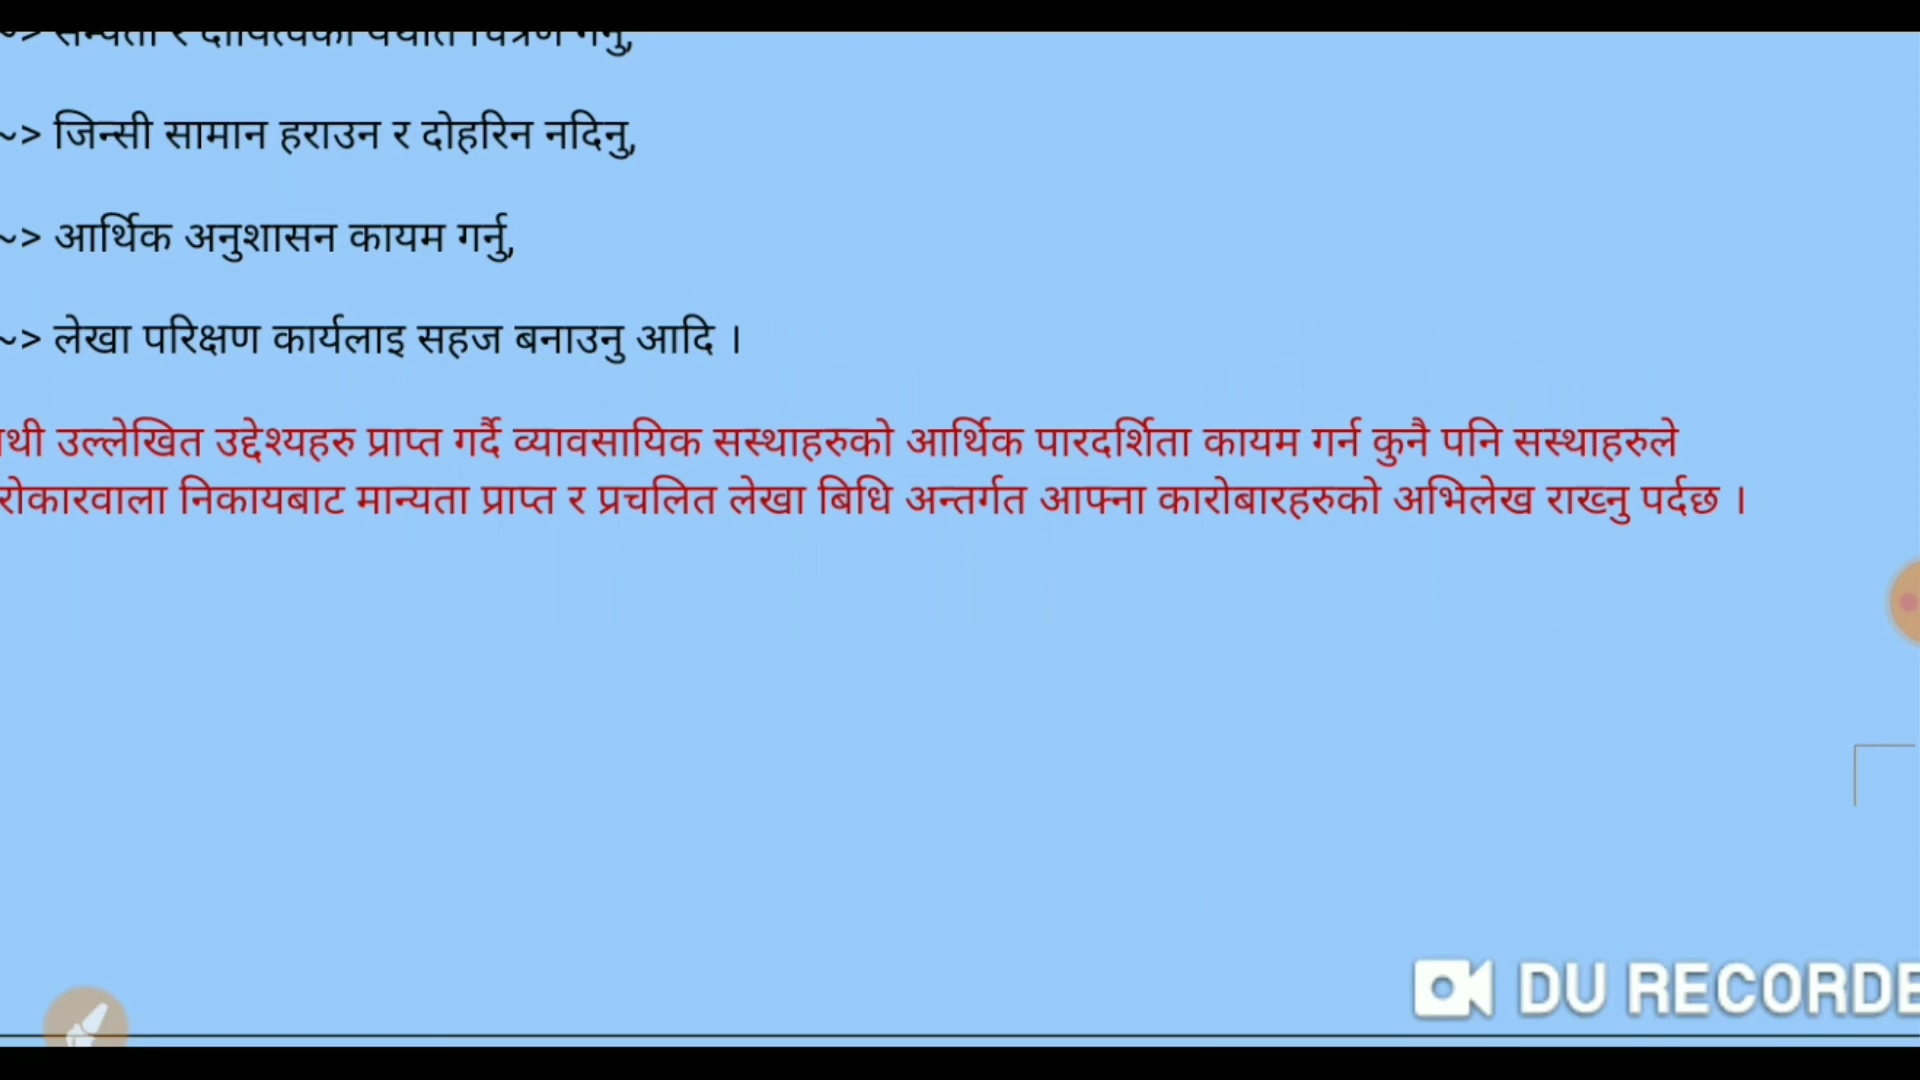 ~> जिन्सी सामान हराउन र दोहरिन नदिनु,
~> आर्थिक अनुशासन कायम गर्नु,
~> लेखा परिक्षण कार्यलाइ सहज बनाउनु आदि ।
उल्लेखित उद्देश्यहरु प्राप्त गर्दै व्यावसायिक सस्थाहरुको आर्थिक पारदर्शिता कायम गर्न कुनै पनि सस्थाहरुले
रोकारवाला निकायबाट मान्यता प्राप्त र प्रचलित लेखा बिधि अन्तर्गत आफ्ना कारोबारहरुको अभिलेख राख्नु पर्दछ ।
DU RECORDE